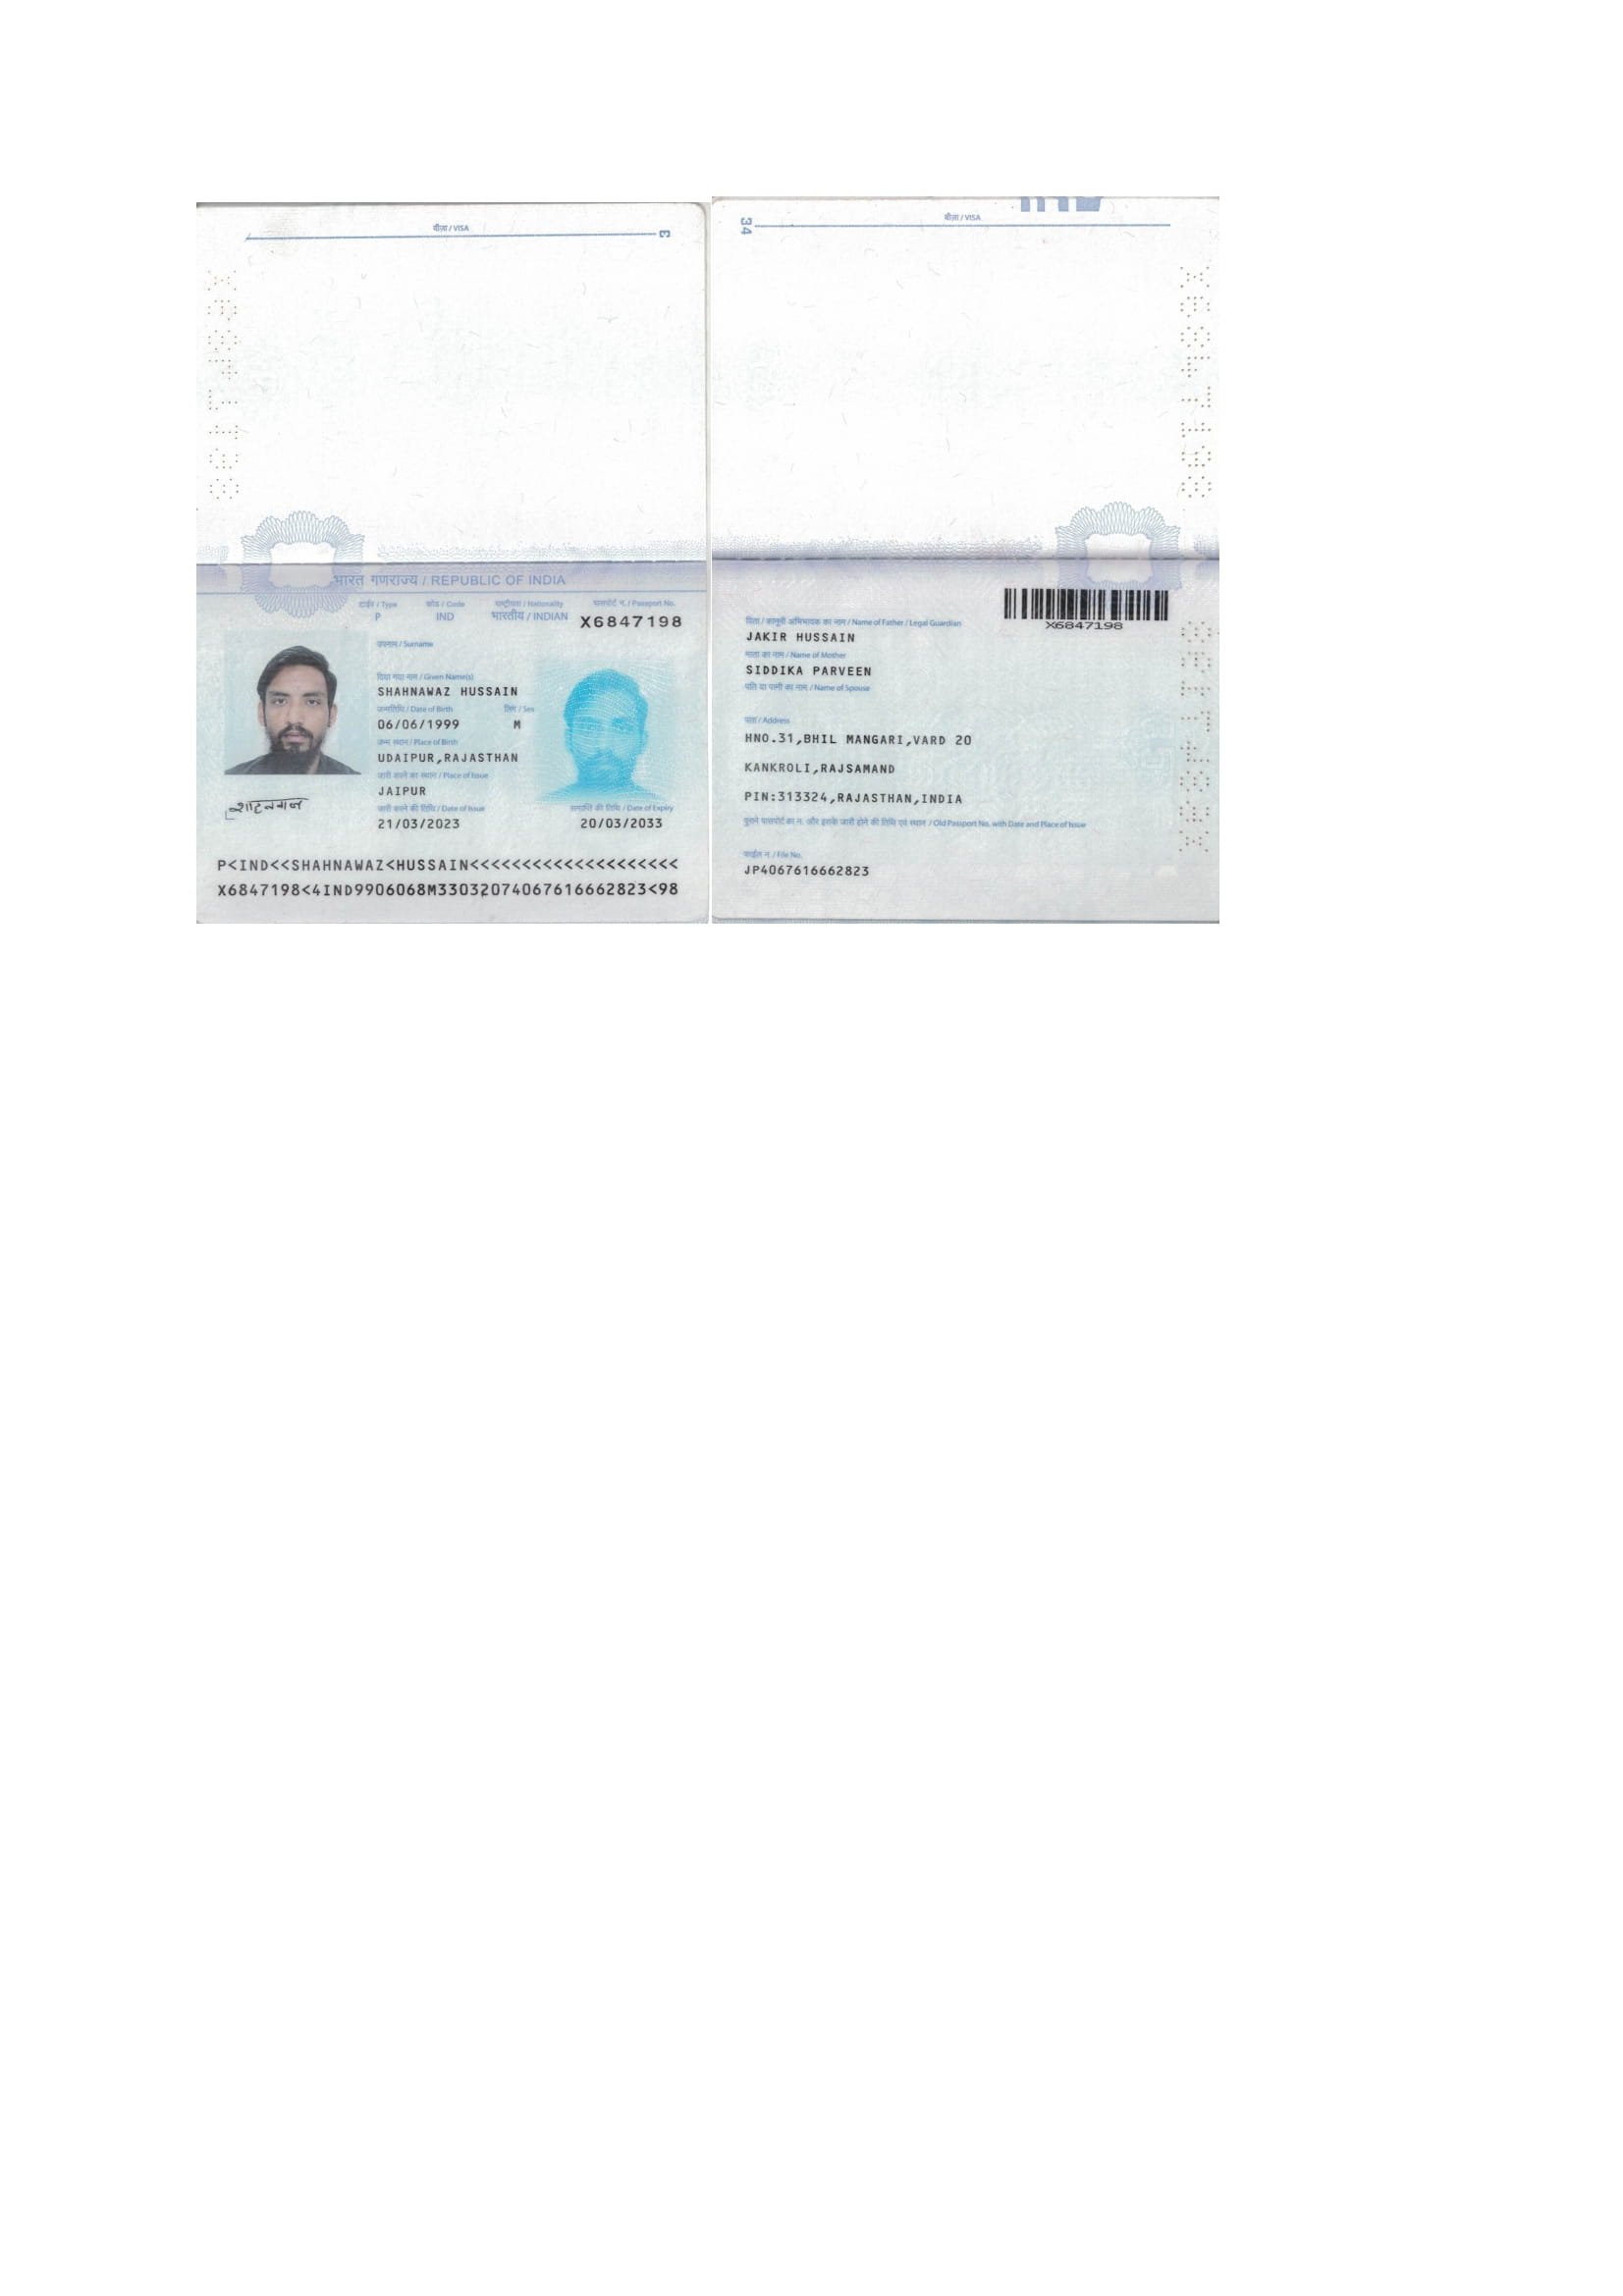 वीज़ा / VISA
3
भारत गणराज्य / REPUBLIC OF INDIA
टाईप / Type कोड / Code राष्ट्रीयता / Nationality पासपोर्ट न. / Passport No.
P IND भारतीय / INDIAN X6847198
उपनाम / Surname
दिया गया नाम / Given Name(s)
SHAHNAWAZ HUSSAIN
जन्मतिथि / Date of Birth लिंग / Sex
06/06/1999 M
जन्म स्थान / Place of Birth
UDAIPUR,RAJASTHAN
जारी करने का स्थान / Place of Issue
JAIPUR
जारी करने की तिथि / Date of Issue समाप्ति की तिथि / Date of Expiry
21/03/2023 20/03/2033
शाहनवाज
P<IND<<SHAHNAWAZ<HUSSAIN<<<<<<<<<<<<<<<<<<<<
X6847198<4IND9906068M33032074067616662823<98
34
वीज़ा / VISA
X6847198
X6847198
पिता / कानूनी अभिभावक का नाम / Name of Father / Legal Guardian
JAKIR HUSSAIN
माता का नाम / Name of Mother
SIDDIKA PARVEEN
पति या पत्नी का नाम / Name of Spouse
पता / Address
HNO.31,BHIL MANGARI,VARD 20
KANKROLI,RAJSAMAND
PIN:313324,RAJASTHAN,INDIA
पुराने पासपोर्ट का न. और इसके जारी होने की तिथि एवं स्थान / Old Passport No. with Date and Place of Issue
फाईल न. / File No.
JP4067616662823